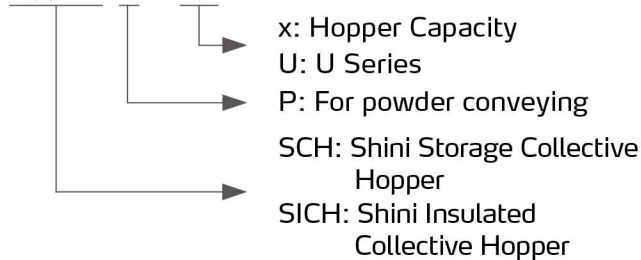 x: Hopper Capacity
U: U Series
P: For powder conveying
SCH: Shini Storage Collective
Hopper
SICH: Shini Insulated
Collective Hopper